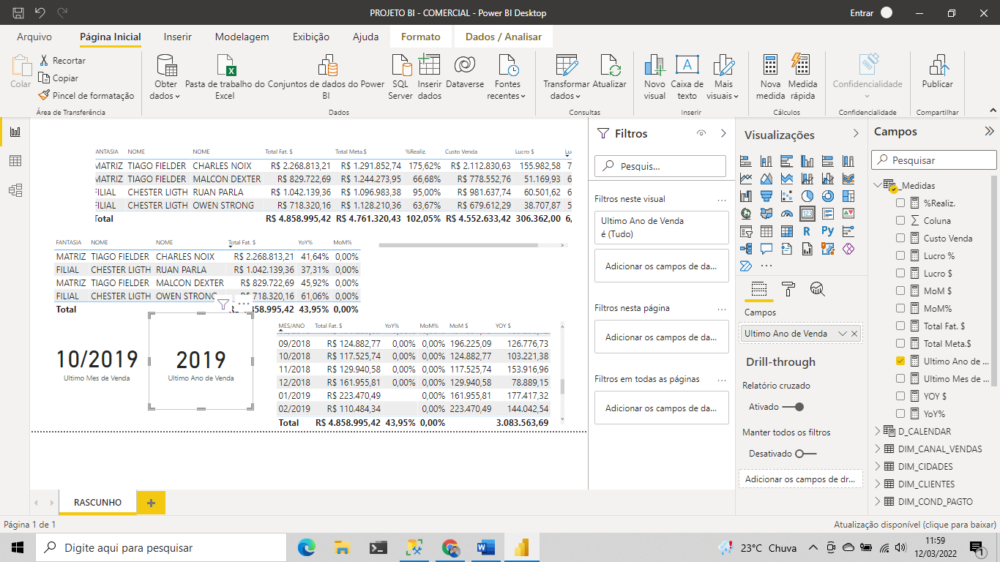 PROJETO BI - COMERCIAL - Power BI Desktop
Entrar
Arquivo
Página Inicial
Inserir
Modelagem
Exibição
Ajuda
Formato
Dados / Analisar
Colar
Recortar
Copiar
Pincel de formatação
Área de Transferência
Obter dados
Pasta de trabalho do Excel
Conjuntos de dados do Power BI
SQL Server
Inserir dados
Dataverse
Fontes recentes
Dados
Transformar dados
Atualizar
Consultas
Novo visual
Caixa de texto
Mais visuais
Inserir
Nova medida
Medida rápida
Cálculos
Confidencialidade
Confidencialidade
Publicar
Compartilhar
FANTASIA NOME NOME Total Fat. $ Total Meta.$ %Realiz. Custo Venda Lucro $
MATRIZ TIAGO FIELDER CHARLES NOIX R$ 2.268.813,21 R$ 1.291.852,74 175,62% R$ 2.112.830,63 155.982,58 7
MATRIZ TIAGO FIELDER MALCON DEXTER R$ 829.722,69 R$ 1.244.273,95 66,68% R$ 778.552,76 51.169,93 6
FILIAL CHESTER LIGTH RUAN PARLA R$ 1.042.139,36 R$ 1.096.983,38 95,00% R$ 981.637,74 60.501,62 6
FILIAL CHESTER LIGTH OWEN STRONG R$ 718.320,16 R$ 1.128.210,36 63,67% R$ 679.612,29 38.707,87 5
Total R$ 4.858.995,42 R$ 4.761.320,43 102,05% R$ 4.552.633,42 306.362,00 6,
FANTASIA NOME NOME Total Fat. $ YoY% MoM%
MATRIZ TIAGO FIELDER CHARLES NOIX R$ 2.268.813,21 41,64% 0,00%
FILIAL CHESTER LIGTH RUAN PARLA R$ 1.042.139,36 37,31% 0,00%
MATRIZ TIAGO FIELDER MALCON DEXTER R$ 829.722,69 45,92% 0,00%
FILIAL CHESTER LIGTH OWEN STRONG R$ 718.320,16 61,06% 0,00%
Total 858.995,42 43,95% 0,00%
10/2019
Ultimo Mes de Venda
2019
Ultimo Ano de Venda
MES/ANO Total Fat. $ YoY% MoM% MoM $ YOY $
09/2018 R$ 124.882,77 0,00% 0,00% 196.225,09 126.776,73
10/2018 R$ 117.525,74 0,00% 0,00% 124.882,77 103.221,38
11/2018 R$ 129.940,58 0,00% 0,00% 117.525,74 153.916,96
12/2018 R$ 161.955,81 0,00% 0,00% 129.940,58 78.889,15
01/2019 R$ 223.470,49 0,00% 161.955,81 177.417,32
02/2019 R$ 110.484,34 0,00% 223.470,49 144.042,54
Total R$ 4.858.995,42 43,95% 0,00% 3.083.563,69
Filtros
Pesquis...
Filtros neste visual ...
Ultimo Ano de Venda
é (Tudo)
Adicionar os campos de da...
Filtros nesta página ...
Adicionar os campos de da...
Filtros em todas as páginas ...
Adicionar os campos de da...
Visualizações
123
R Py
...
Campos
Ultimo Ano de Venda
Drill-through
Relatório cruzado
Ativado
Manter todos os filtros
Desativado
Adicionar os campos de dr...
Campos
Pesquisar
_Medidas
%Realiz.
Coluna
Custo Venda
Lucro %
Lucro $
MoM $
MoM%
Total Fat. $
Total Meta.$
Ultimo Ano de ...
Ultimo Mes de ...
YOY $
YoY%
D_CALENDAR
DIM_CANAL_VENDAS
DIM_CIDADES
DIM_CLIENTES
DIM_COND_PAGTO
RASCUNHO
Página 1 de 1
Atualização disponível (clique para baixar)
Digite aqui para pesquisar
23°C Chuva
11:59
12/03/2022
1